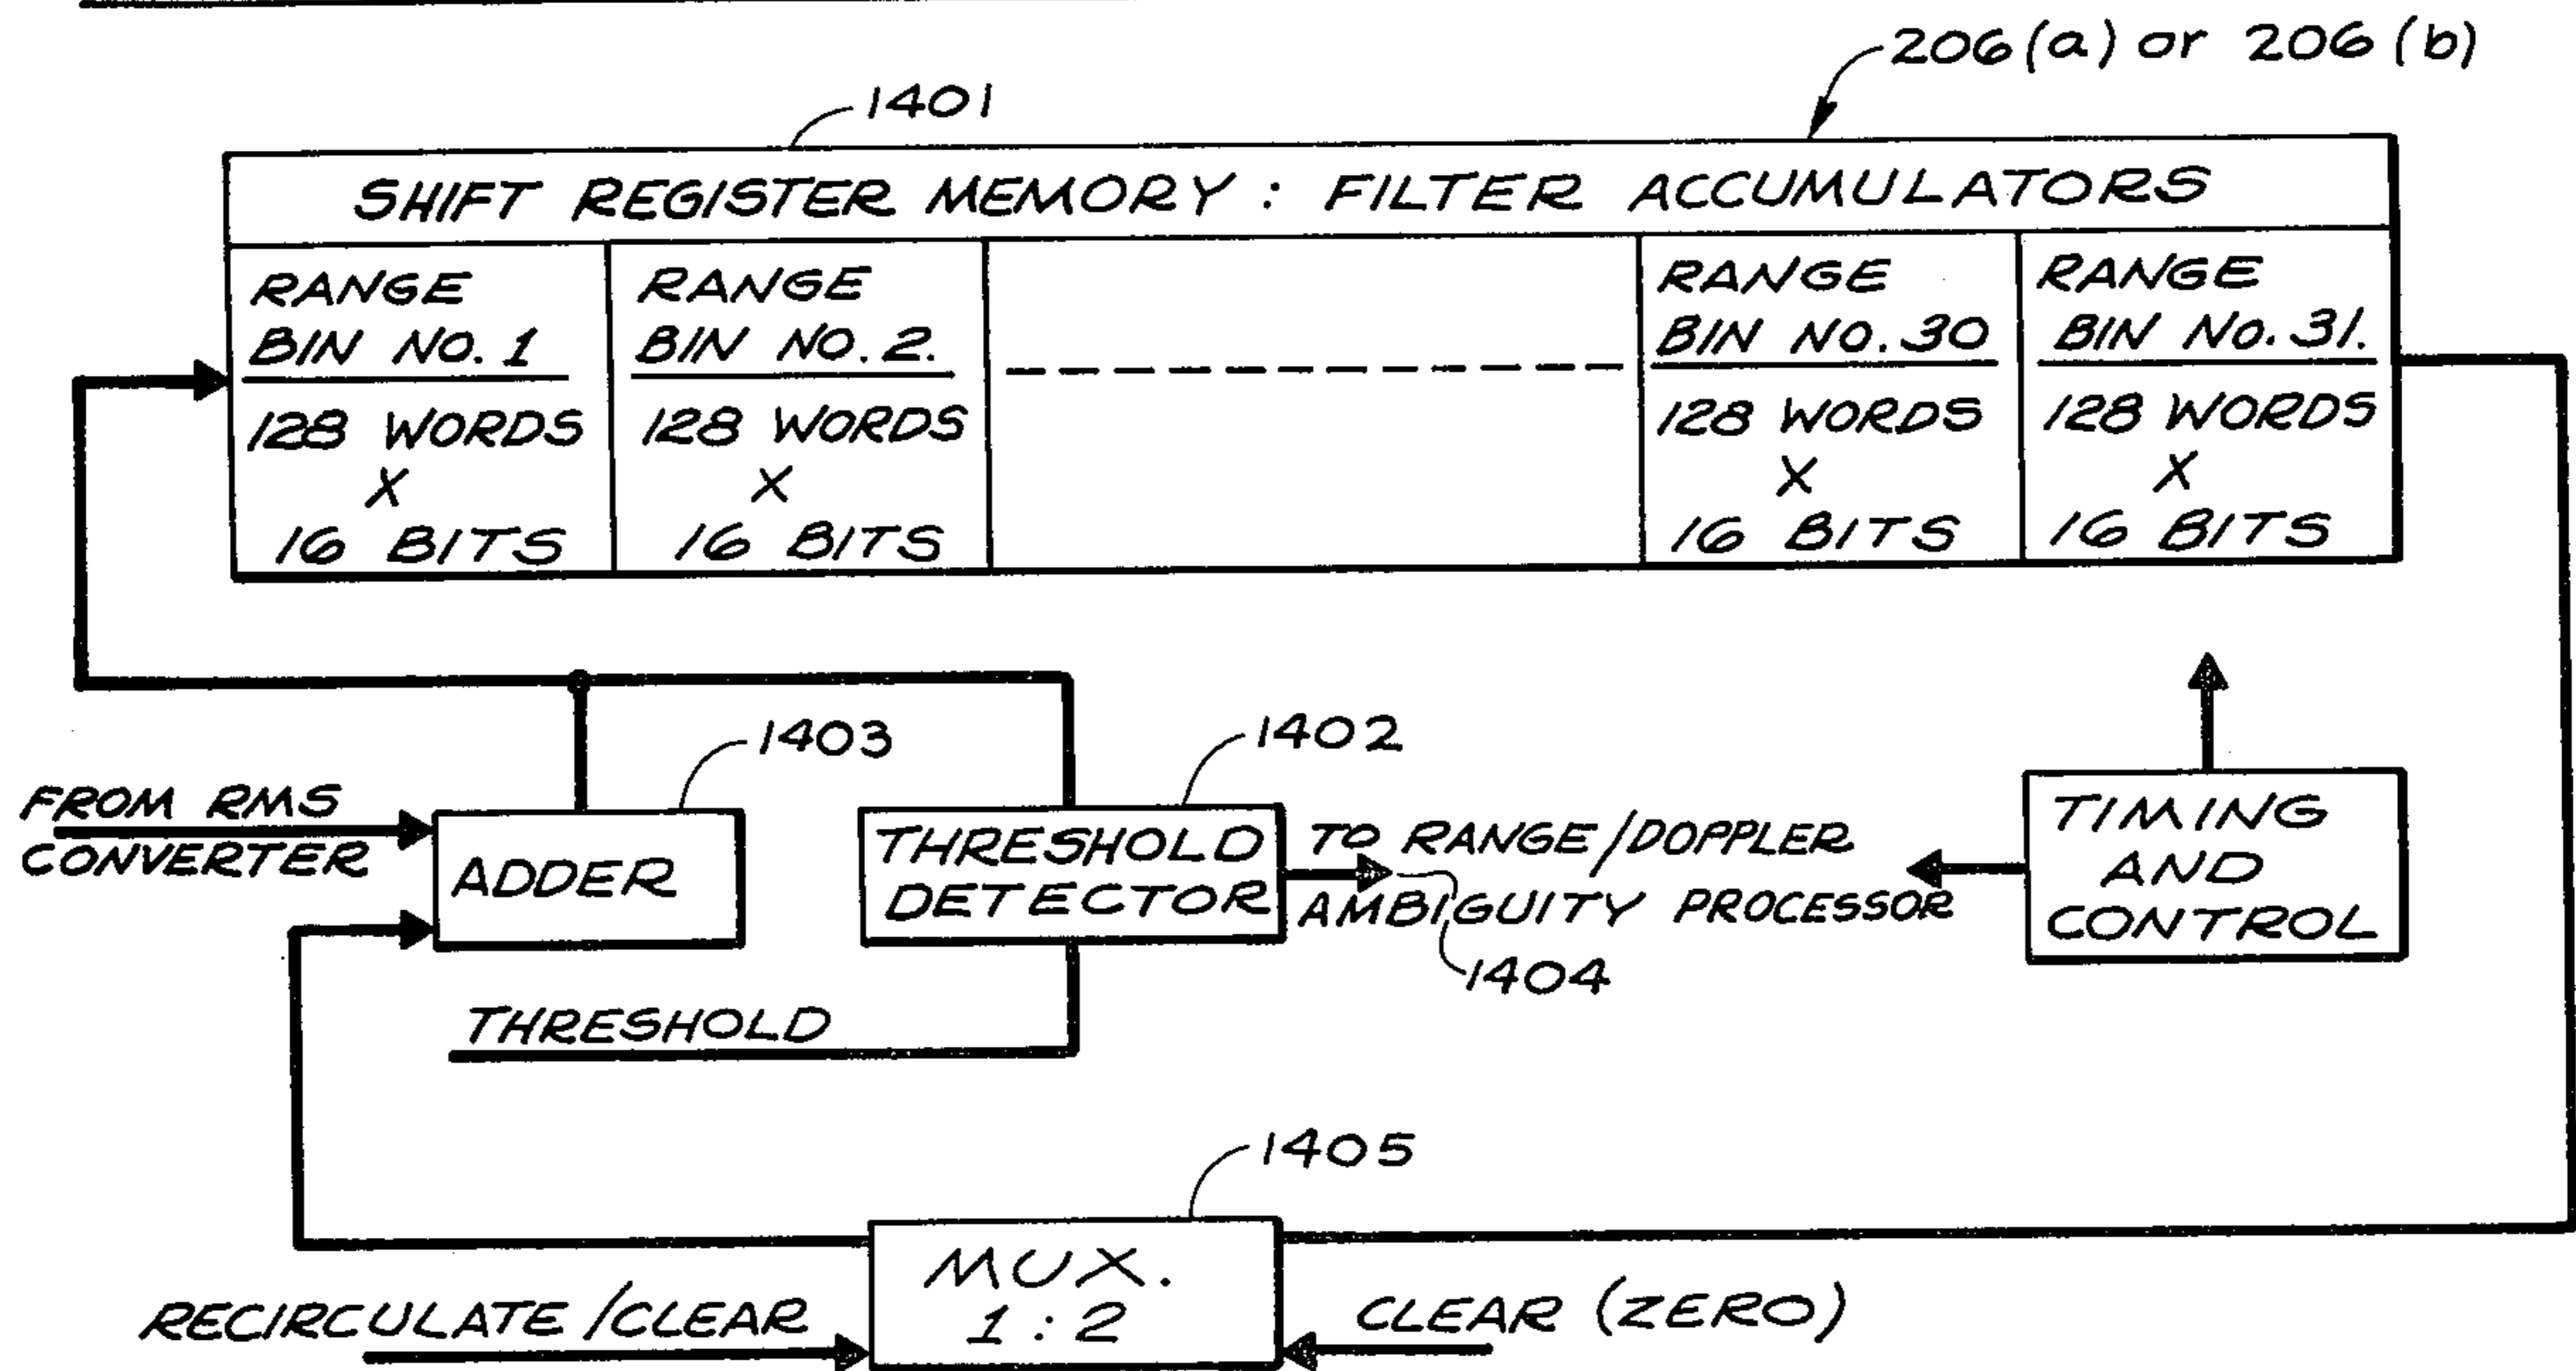 206 (a) or 206 (b)
1401
SHIFT REGISTER MEMORY : FILTER ACCUMULATORS
RANGE
BIN NO. 1
128 WORDS
X
16 BITS
RANGE
BIN NO. 2.
128 WORDS
X
16 BITS
RANGE
BIN NO. 30
128 WORDS
X
16 BITS
RANGE
BIN NO. 31.
128 WORDS
X
16 BITS
1403
1402
FROM RMS
CONVERTER
ADDER
THRESHOLD
DETECTOR
TO RANGE/DOPPLER
AMBIGUITY PROCESSOR
1404
TIMING
AND
CONTROL
THRESHOLD
1405
MUX.
1 : 2
RECIRCULATE /CLEAR
CLEAR (ZERO)